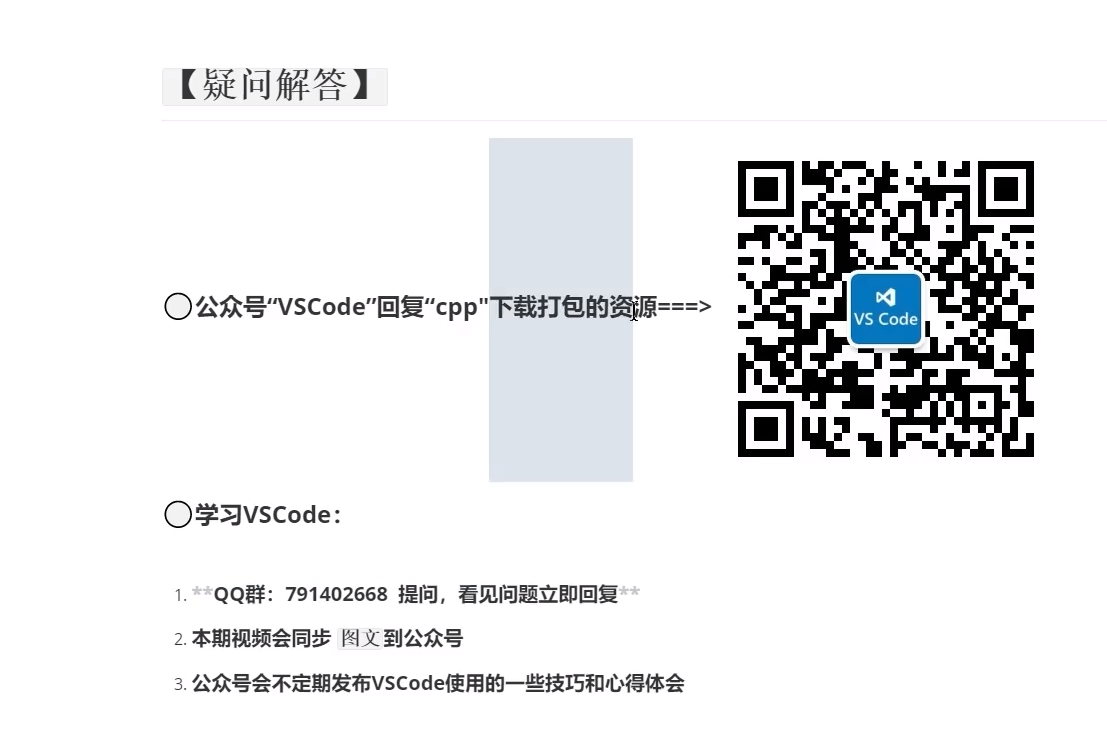 【疑问解答】
◯公众号“VSCode”回复“cpp"下载打包的资源===>
VS Code
◯学习VSCode：
1. **QQ群：791402668 提问，看见问题立即回复**
2. 本期视频会同步 图文到公众号
3. 公众号会不定期发布VSCode使用的一些技巧和心得体会